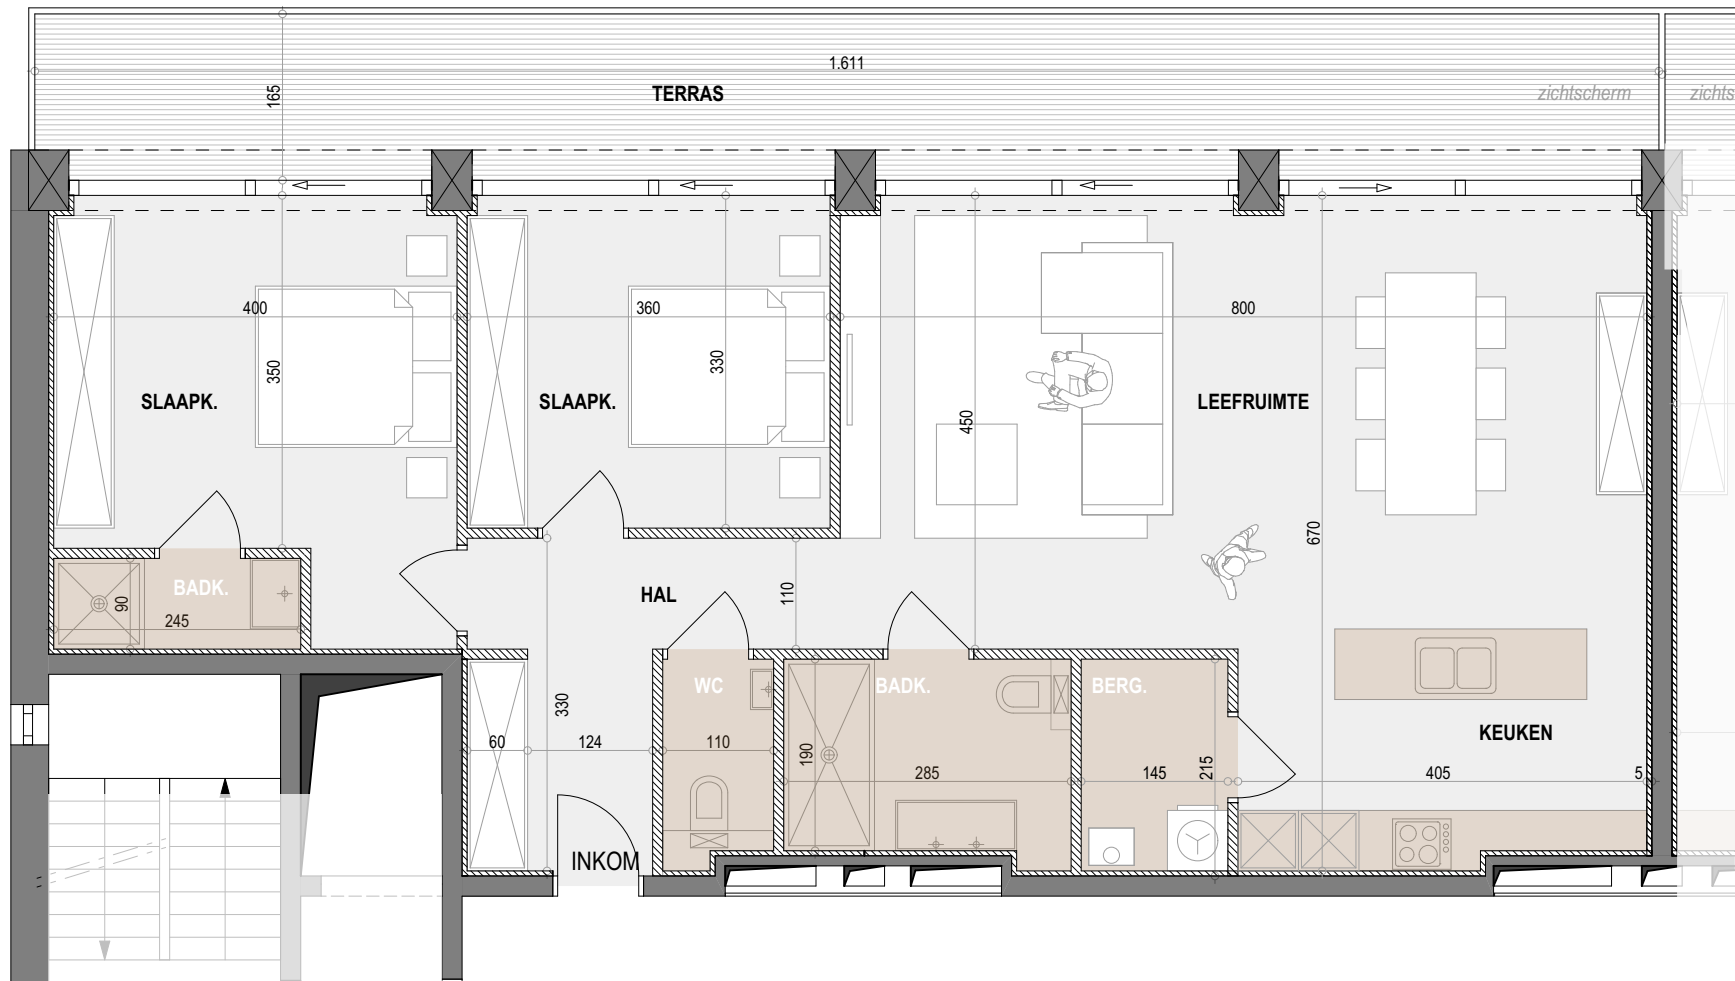 1.611
165
TERRAS
zichtscherm
zichts
400
360
800
350
330
SLAAPK.
SLAAPK.
LEEFRUIMTE
450
670
BADK.
90
245
HAL
110
WC
BADK.
BERG.
330
KEUKEN
60
124
110
190
285
145
215
405
5
INKOM